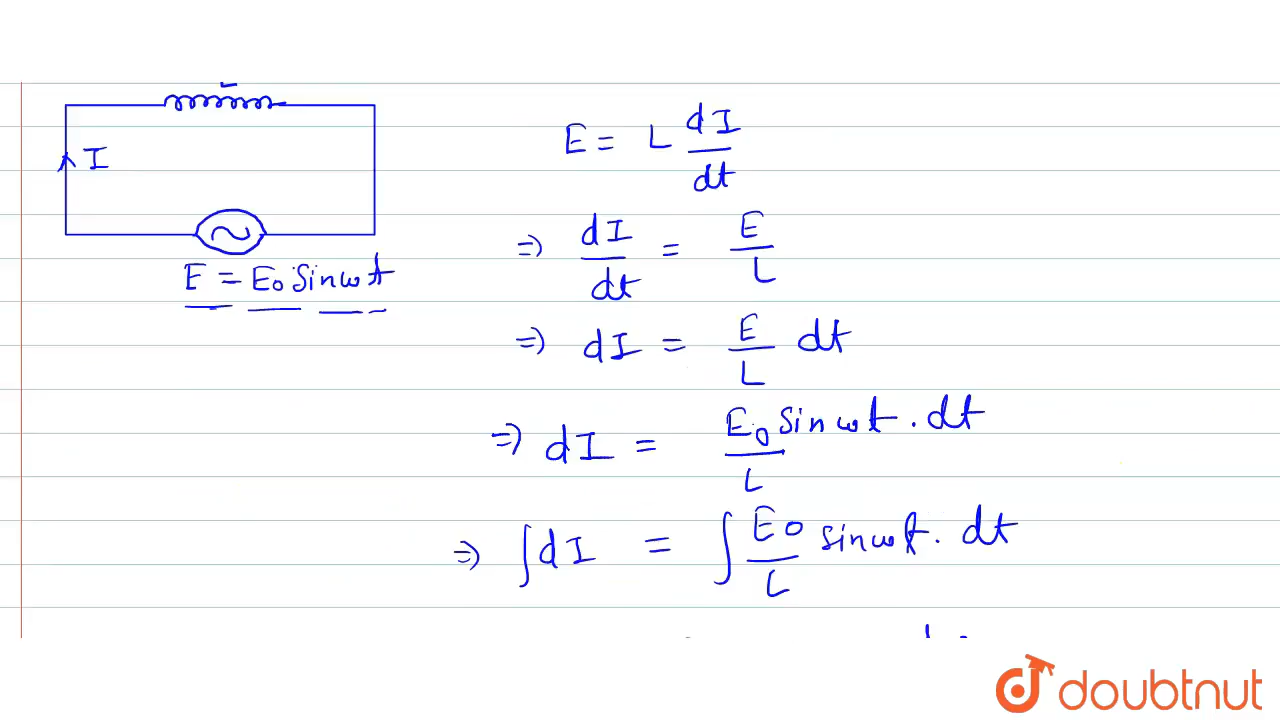 I
E = E₀ sinωt
E = L dI/dt
⇒ dI/dt = E/L
⇒ dI = E/L dt
⇒ dI = E₀ sinωt/L . dt
⇒ ∫dI = ∫E₀/L sinωt . dt
doubtnut